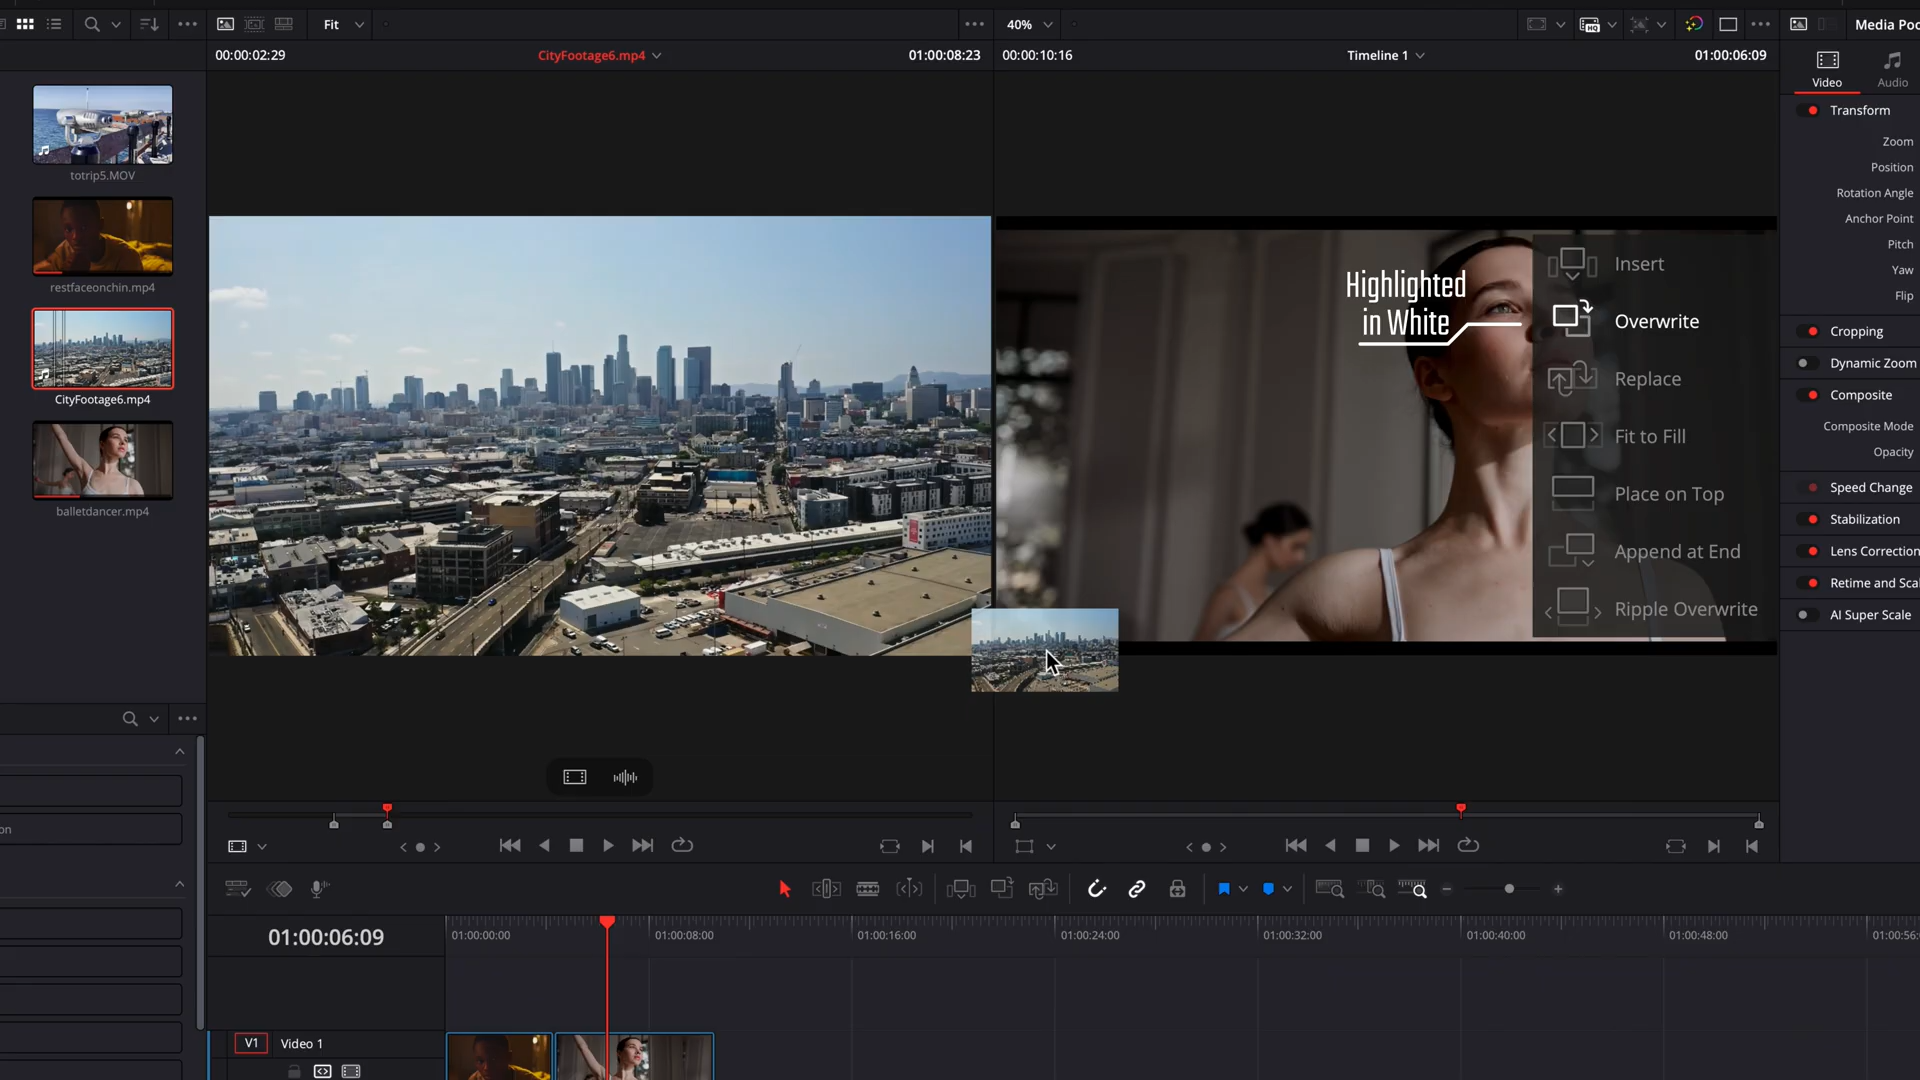 Fit
40%
Media Poo
00:00:02:29
CityFootage6.mp4
01:00:08:23
00:00:10:16
Timeline 1
01:00:06:09
Video
Audio
totrip5.MOV
restfaceonchin.mp4
CityFootage6.mp4
balletdancer.mp4
Highlighted
in White
Insert
Overwrite
Replace
Fit to Fill
Place on Top
Append at End
Ripple Overwrite
Transform
Zoom
Position
Rotation Angle
Anchor Point
Pitch
Yaw
Flip
Cropping
Dynamic Zoom
Composite
Composite Mode
Opacity
Speed Change
Stabilization
Lens Correction
Retime and Scal
AI Super Scale
on
01:00:06:09
01:00:00:00
01:00:08:00
01:00:16:00
01:00:24:00
01:00:32:00
01:00:40:00
01:00:48:00
01:00:56:0
V1
Video 1